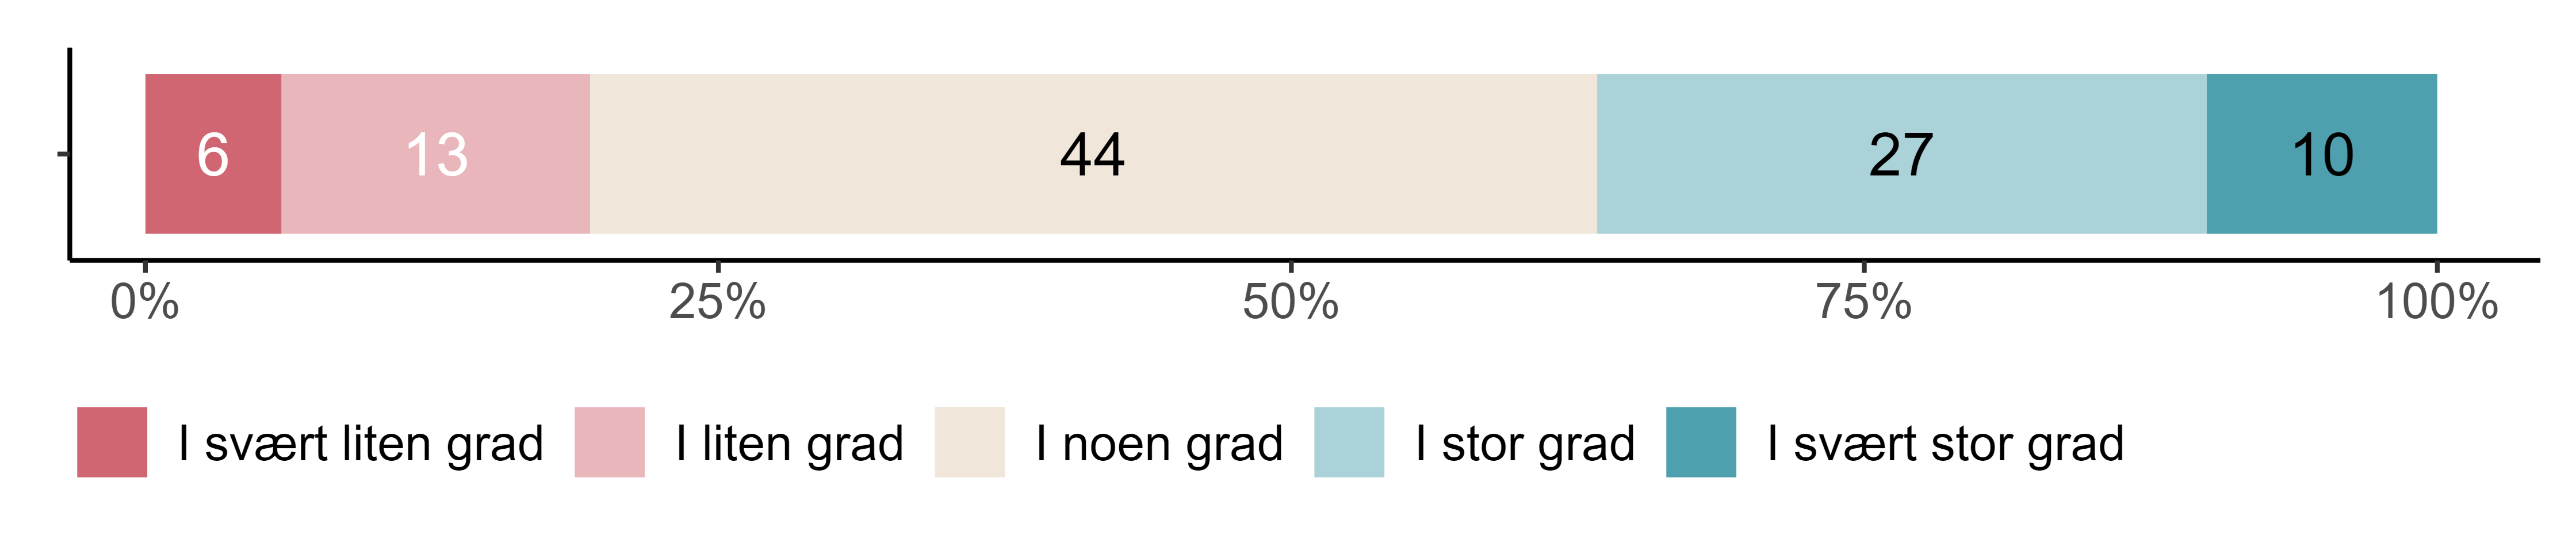 6 13 44 27 10
0% 25% 50% 75% 100%
I svært liten grad I liten grad I noen grad I stor grad I svært stor grad